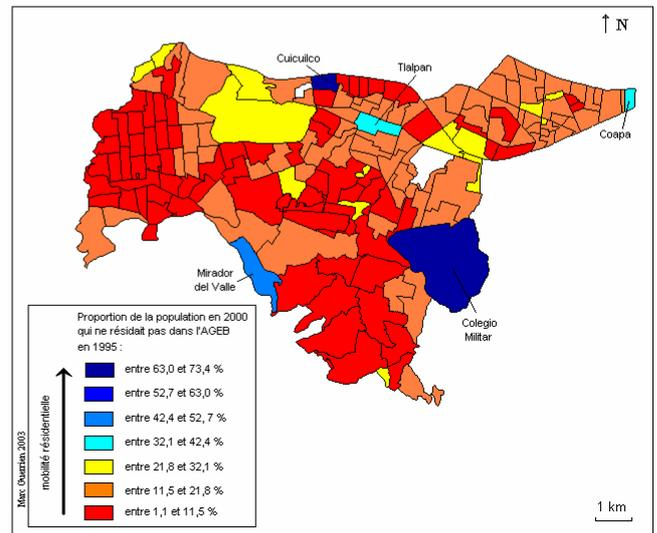 N
Cuicuilco
Tlalpan
Coapa
Mirador
del Valle
Colegio
Militar
Proportion de la population en 2000
qui ne résidait pas dans l'AGEB
en 1995 :
entre 63,0 et 73,4 %
entre 52,7 et 63,0 %
entre 42,4 et 52,7 %
entre 32,1 et 42,4 %
entre 21,8 et 32,1 %
entre 11,5 et 21,8 %
entre 1,1 et 11,5 %
mobilité résidentielle
Marc Guerrien 2003
1 km